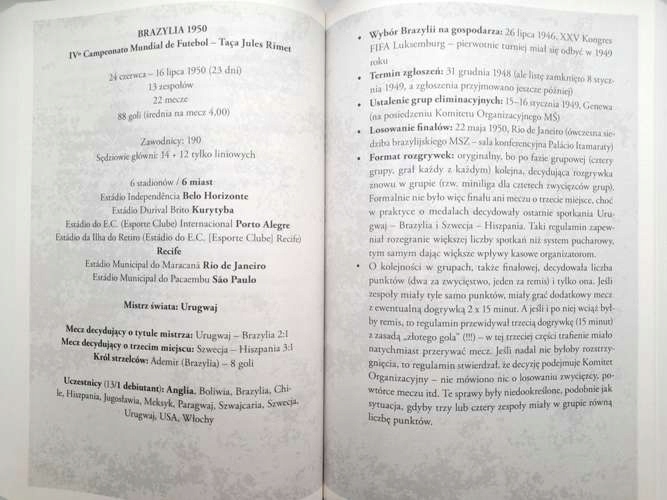 BRAZYLIA 1950
IVº Campeonato Mundial de Futebol – Taça Jules Rimet
24 czerwca – 16 lipca 1950 (23 dni)
13 zespołów
22 mecze
88 goli (średnia na mecz 4,00)
Zawodnicy: 190
Sędziowie główni: 14 + 12 tylko liniowych
6 stadionów / 6 miast
Estádio Independência Belo Horizonte
Estádio Durival Brito Kurytyba
Estádio do E.C. (Esporte Clube) Internacional Porto Alegre
Estádio da Ilha do Retiro (Estádio do E.C. [Esporte Clube] Recife)
Recife
Estádio Municipal do Maracanã Rio de Janeiro
Estádio Municipal do Pacaembu São Paulo
Mistrz świata: Urugwaj
Mecz decydujący o tytule mistrza: Urugwaj – Brazylia 2:1
Mecz decydujący o trzecim miejscu: Szwecja – Hiszpania 3:1
Król strzelców: Ademir (Brazylia) – 8 goli
Uczestnicy (13/1 debiutant): Anglia, Boliwia, Brazylia, Chi-
le, Hiszpania, Jugosławia, Meksyk, Paragwaj, Szwajcaria, Szwecja,
Urugwaj, USA, Włochy
• Wybór Brazylii na gospodarza: 26 lipca 1946, XXV Kongres
FIFA Luksemburg – pierwotnie turniej miał się odbyć w 1949
roku
• Termin zgłoszeń: 31 grudnia 1948 (ale listę zamknięto 8 stycz-
nia 1949, a zgłoszenia przyjmowano jeszcze później)
• Ustalenie grup eliminacyjnych: 15–16 stycznia 1949, Genewa
(na posiedzeniu Komitetu Organizacyjnego MŚ)
• Losowanie finałów: 22 maja 1950, Rio de Janeiro (ówczesna sie-
dziba brazylijskiego MSZ – sala konferencyjna Palácio Itamaraty)
• Format rozgrywek: oryginalny, bo po fazie grupowej (cztery
grupy, grał każdy z każdym) kolejna, decydująca rozgrywka
znowu w grupie (tzw. miniliga dla czterech zwycięzców grup).
Formalnie nie było więc finału ani meczu o trzecie miejsce, choć
w praktyce o medalach decydowały ostatnie spotkania Uru-
gwaj – Brazylia i Szwecja – Hiszpania. Taki regulamin zapew-
niał rozegranie większej liczby spotkań niż system pucharowy,
tym samym dając większe wpływy kasowe organizatorom.
• O kolejności w grupach, także finałowej, decydowała liczba
punktów (dwa za zwycięstwo, jeden za remis) i tylko ona. Jeśli
zespoły miały tyle samo punktów, miały grać dodatkowy mecz
z ewentualną dogrywką 2 x 15 minut. A jeśli i po niej wciąż był-
by remis, to regulamin przewidywał trzecią dogrywkę (15 minut)
z zasadą „złotego gola” (!!!) – w tej trzeciej części trafienie miało
natychmiast przerywać mecz. Jeśli nadal nie byłoby rozstrzy-
gnięcia, to regulamin stwierdzał, że decyzję podejmuje Komitet
Organizacyjny – nie mówiono nic o losowaniu zwycięzcy, po-
wtórce meczu itd. Te sprawy były niedookreślone, podobnie jak
sytuacja, gdyby trzy lub cztery zespoły miały w grupie równą
liczbę punktów.